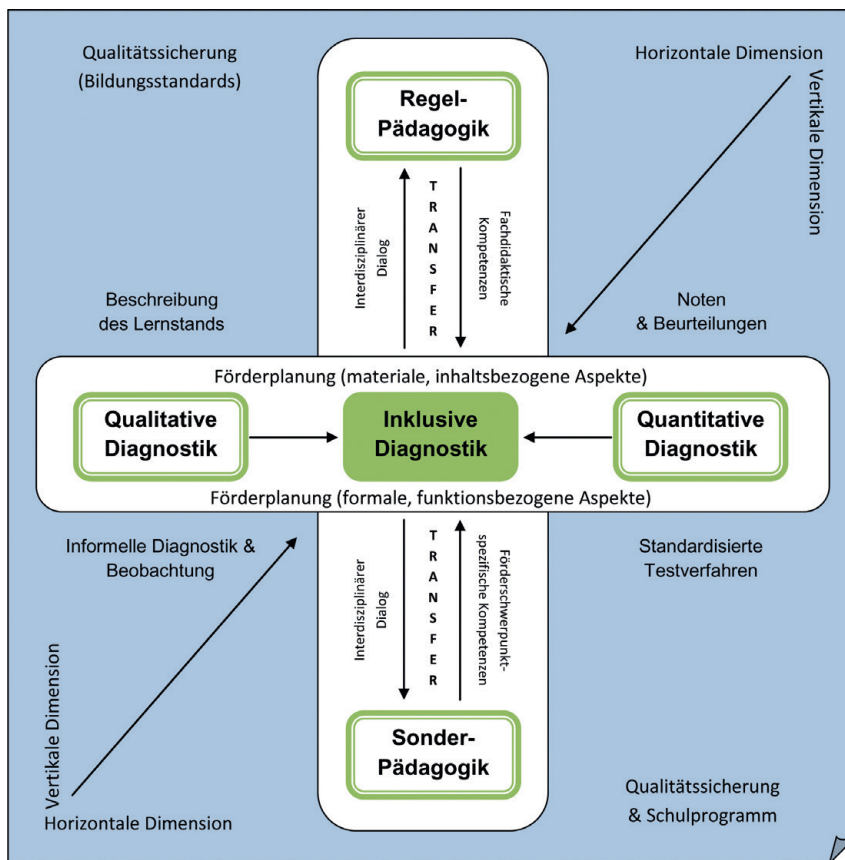 Qualitätssicherung
(Bildungsstandards)
Horizontale Dimension
Vertikale Dimension
Regel-
Pädagogik
Interdisziplinärer
Dialog
TRANSFER
Fachdidaktische
Kompetenzen
Beschreibung
des Lernstands
Noten
& Beurteilungen
Förderplanung (materiale, inhaltsbezogene Aspekte)
Qualitative
Diagnostik
Inklusive
Diagnostik
Quantitative
Diagnostik
Förderplanung (formale, funktionsbezogene Aspekte)
Informelle Diagnostik &
Beobachtung
Interdisziplinärer
Dialog
TRANSFER
Förderschwerpunkt-
spezifische Kompetenzen
Standardisierte
Testverfahren
Vertikale Dimension
Horizontale Dimension
Sonder-
Pädagogik
Qualitätssicherung
& Schulprogramm